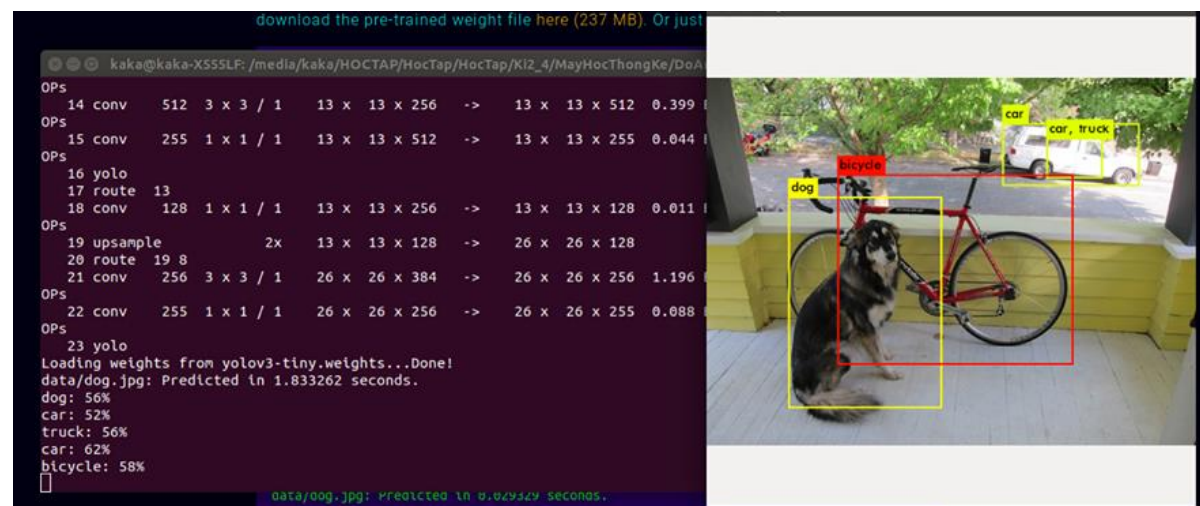 download the pre-trained weight file here (237 MB). Or just
kaka@kaka-X555LF: /media/kaka/HOCTAP/HocTap/HocTap/Ki2_4/MayHocThongKe/DoA
OPs
14 conv 512 3 x 3 / 1 13 x 13 x 256 -> 13 x 13 x 512 0.399
OPs
15 conv 255 1 x 1 / 1 13 x 13 x 512 -> 13 x 13 x 255 0.044
OPs
16 yolo
17 route 13
18 conv 128 1 x 1 / 1 13 x 13 x 256 -> 13 x 13 x 128 0.011
OPs
19 upsample 2x 13 x 13 x 128 -> 26 x 26 x 128
20 route 19 8
21 conv 256 3 x 3 / 1 26 x 26 x 384 -> 26 x 26 x 256 1.196
OPs
22 conv 255 1 x 1 / 1 26 x 26 x 256 -> 26 x 26 x 255 0.088
OPs
23 yolo
Loading weights from yolov3-tiny.weights...Done!
data/dog.jpg: Predicted in 1.833262 seconds.
dog: 56%
car: 52%
truck: 56%
car: 62%
bicycle: 58%
data/dog.jpg: Predicted in 0.029329 seconds.
car
car, truck
bicycle
dog